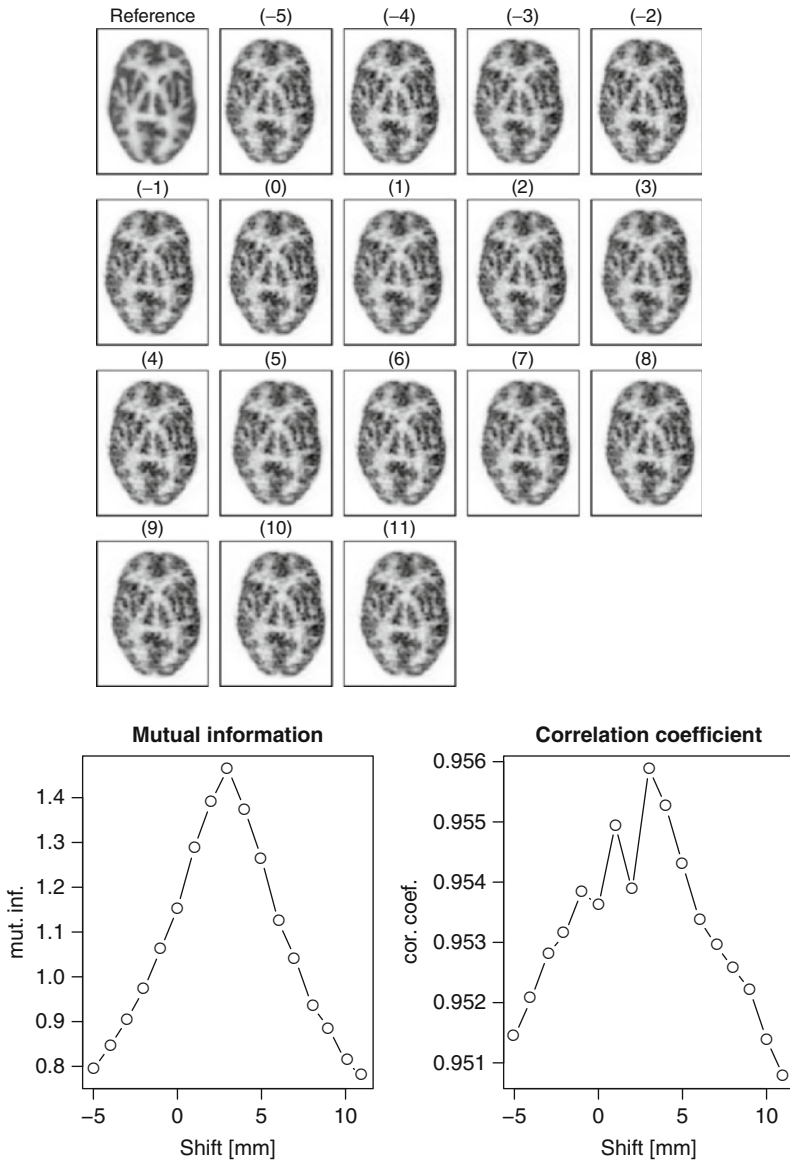 Reference (−5) (−4) (−3) (−2)
(−1) (0) (1) (2) (3)
(4) (5) (6) (7) (8)
(9) (10) (11)
Mutual information
mut. inf.
1.4
1.3
1.2
1.1
1.0
0.9
0.8
−5 0 5 10
Shift [mm]
Correlation coefficient
cor. coef.
0.956
0.955
0.954
0.953
0.952
0.951
−5 0 5 10
Shift [mm]